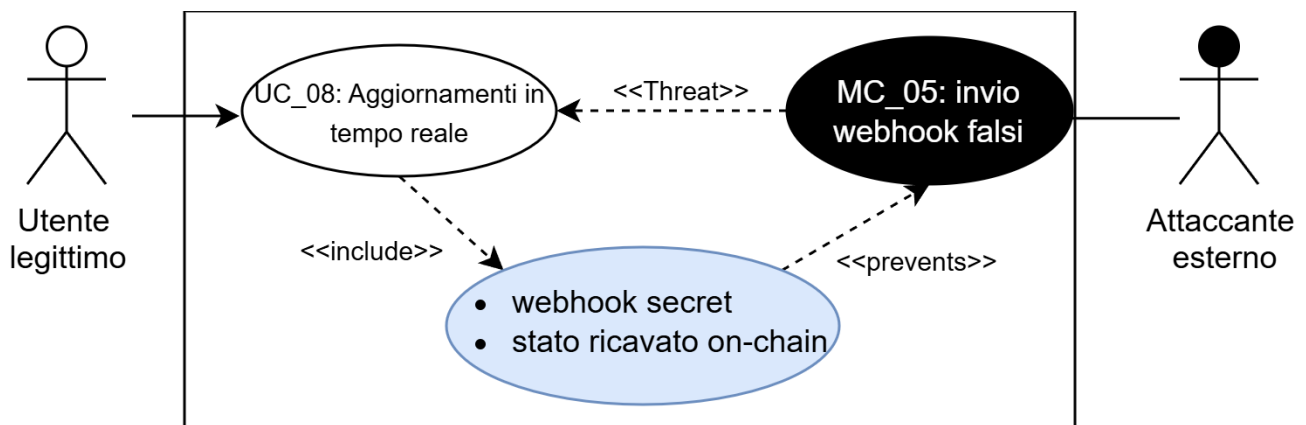 UC_08: Aggiornamenti in
tempo reale
<<Threat>>
MC_05: invio
webhook falsi
Utente
legittimo
Attaccante
esterno
<<include>>
<<prevents>>
• webhook secret
• stato ricavato on-chain